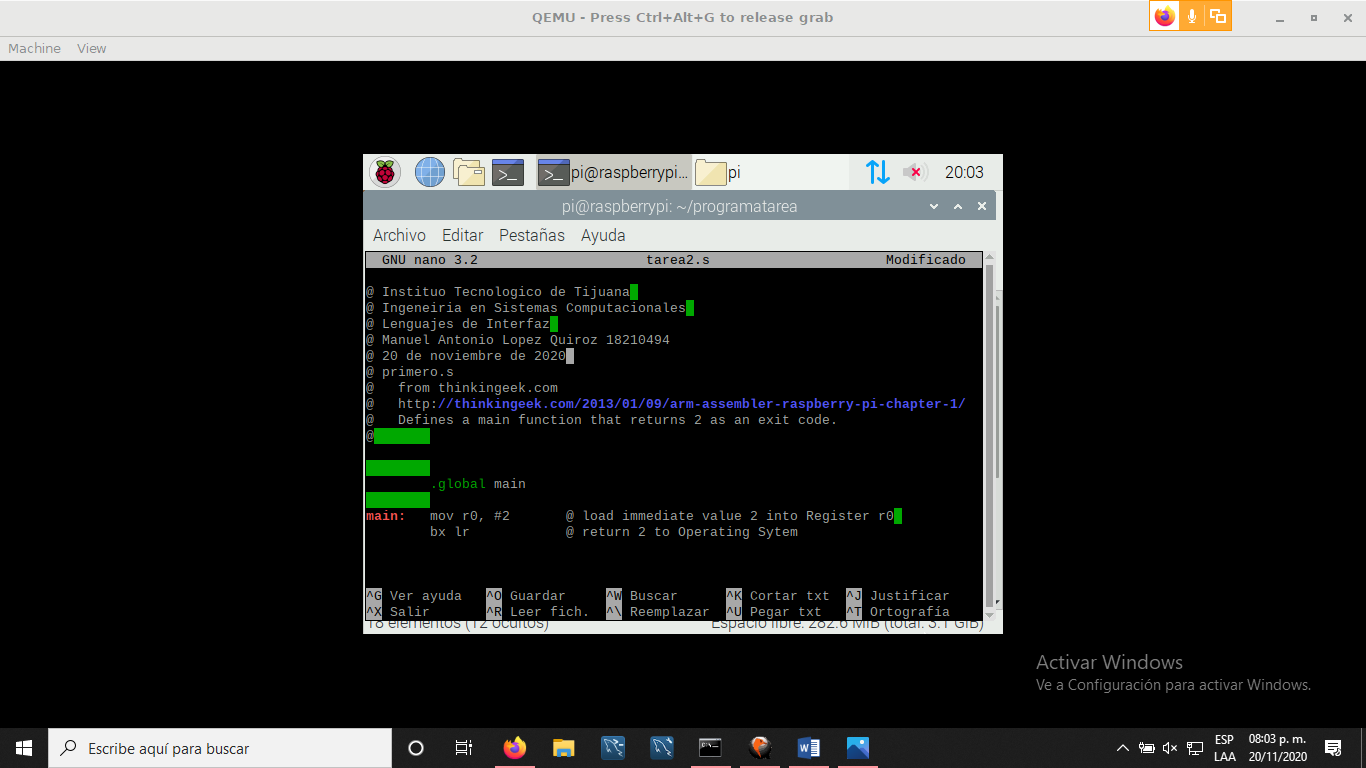 QEMU - Press Ctrl+Alt+G to release grab
Machine View
pi@raspberrypi... pi 20:03
pi@raspberrypi: ~/programatarea
Archivo Editar Pestañas Ayuda
GNU nano 3.2 tarea2.s Modificado
@ Instituo Tecnologico de Tijuana
@ Ingeneiria en Sistemas Computacionales
@ Lenguajes de Interfaz
@ Manuel Antonio Lopez Quiroz 18210494
@ 20 de noviembre de 2020
@ primero.s
@ from thinkingeek.com
@ http://thinkingeek.com/2013/01/09/arm-assembler-raspberry-pi-chapter-1/
@ Defines a main function that returns 2 as an exit code.
@
.global main
main: mov r0, #2 @ load immediate value 2 into Register r0
bx lr @ return 2 to Operating Sytem
^G Ver ayuda ^O Guardar ^W Buscar ^K Cortar txt ^J Justificar
^X Salir ^R Leer fich. ^\ Reemplazar ^U Pegar txt ^T Ortografía
18 elementos (12 ocultos) Espacio libre: 282.6 MiB (total: 3.1 GiB)
Activar Windows
Ve a Configuración para activar Windows.
Escribe aquí para buscar
ESP 08:03 p. m.
LAA 20/11/2020